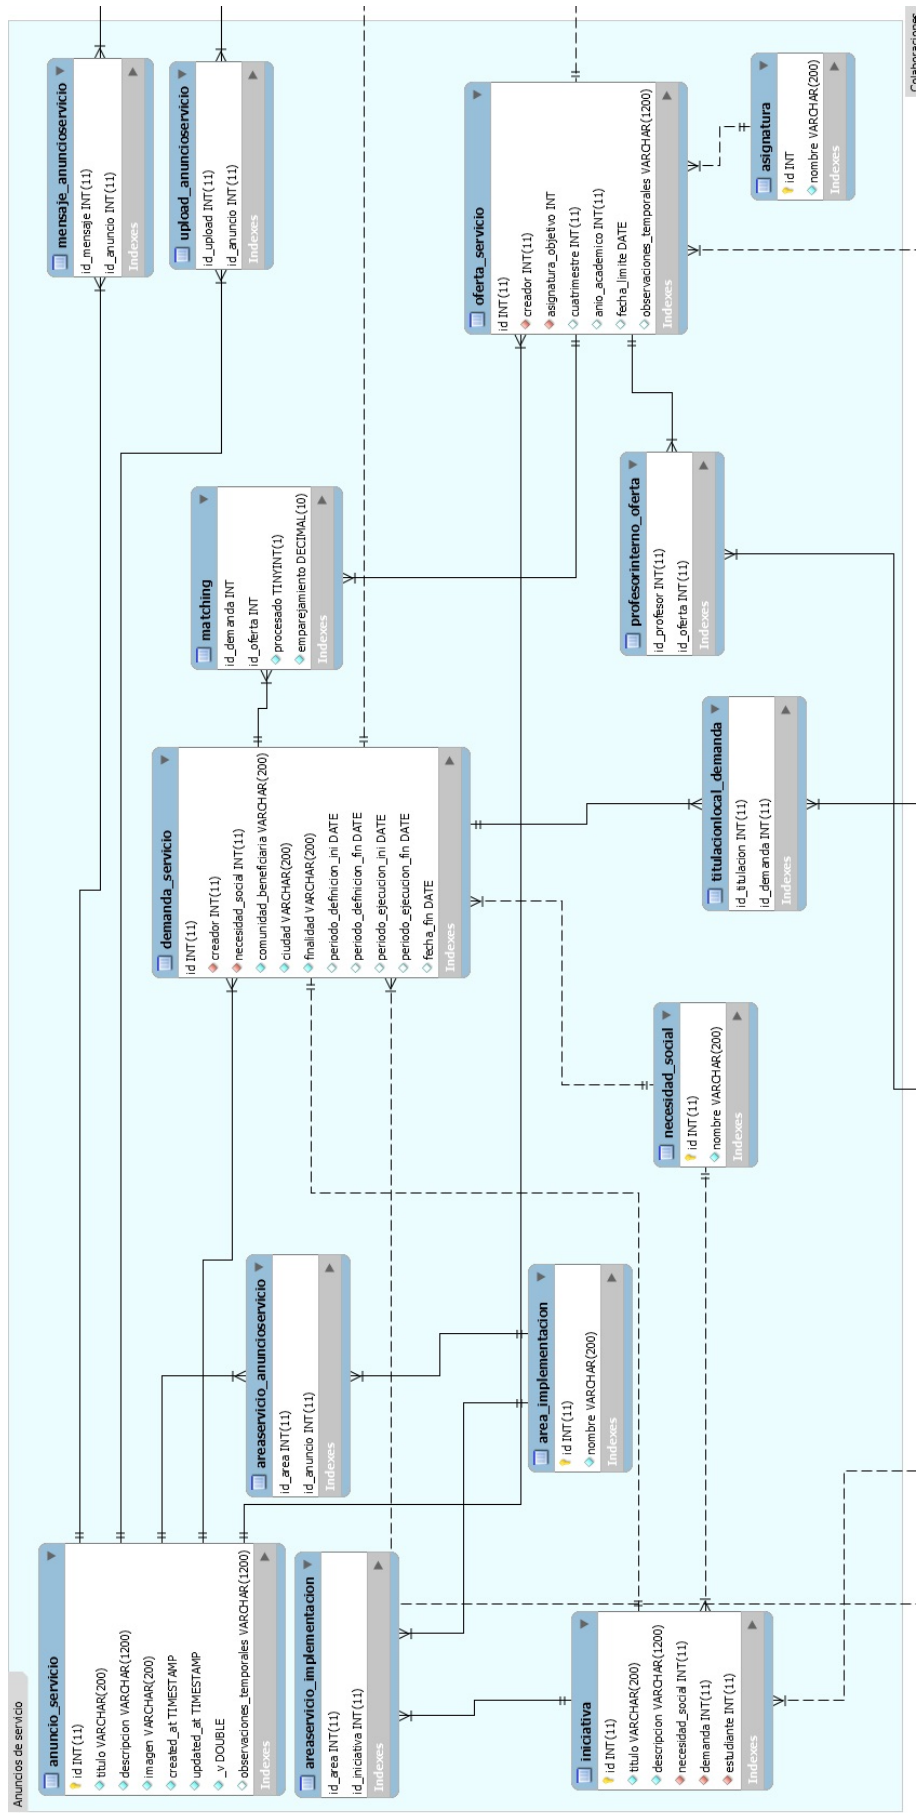 Anuncios de servicio
anuncio_servicio
id INT(11)
titulo VARCHAR(200)
descripcion VARCHAR(1200)
imagen VARCHAR(200)
created_at TIMESTAMP
updated_at TIMESTAMP
_v DOUBLE
observaciones_temporales VARCHAR(1200)
Indexes
areaservicio_implementacion
id_area INT(11)
id_iniciativa INT(11)
Indexes
iniciativa
id INT(11)
titulo VARCHAR(200)
descripcion VARCHAR(1200)
necesidad_social INT(11)
demanda INT(11)
estudiante INT(11)
Indexes
areaservicio_anuncioservicio
id_area INT(11)
id_anuncio INT(11)
Indexes
area_implementacion
id INT(11)
nombre VARCHAR(200)
Indexes
necesidad_social
id INT(11)
nombre VARCHAR(200)
Indexes
demanda_servicio
id INT(11)
creador INT(11)
necesidad_social INT(11)
comunidad_beneficiaria VARCHAR(200)
ciudad VARCHAR(200)
finalidad VARCHAR(200)
periodo_definicion_ini DATE
periodo_definicion_fin DATE
periodo_ejecucion_ini DATE
periodo_ejecucion_fin DATE
fecha_fin DATE
Indexes
titulacionlocal_demanda
id_titulacion INT(11)
id_demanda INT(11)
Indexes
matching
id_demanda INT
id_oferta INT
procesado TINYINT(1)
emparejamiento DECIMAL(10)
Indexes
profesorinterno_oferta
id_profesor INT(11)
id_oferta INT(11)
Indexes
mensaje_anuncioservicio
id_mensaje INT(11)
id_anuncio INT(11)
Indexes
upload_anuncioservicio
id_upload INT(11)
id_anuncio INT(11)
Indexes
oferta_servicio
id INT(11)
creador INT(11)
asignatura_objetivo INT
cuatrimestre INT(11)
anio_academico INT(11)
fecha_limite DATE
observaciones_temporales VARCHAR(1200)
Indexes
asignatura
id INT
nombre VARCHAR(200)
Indexes
Colaboraciones